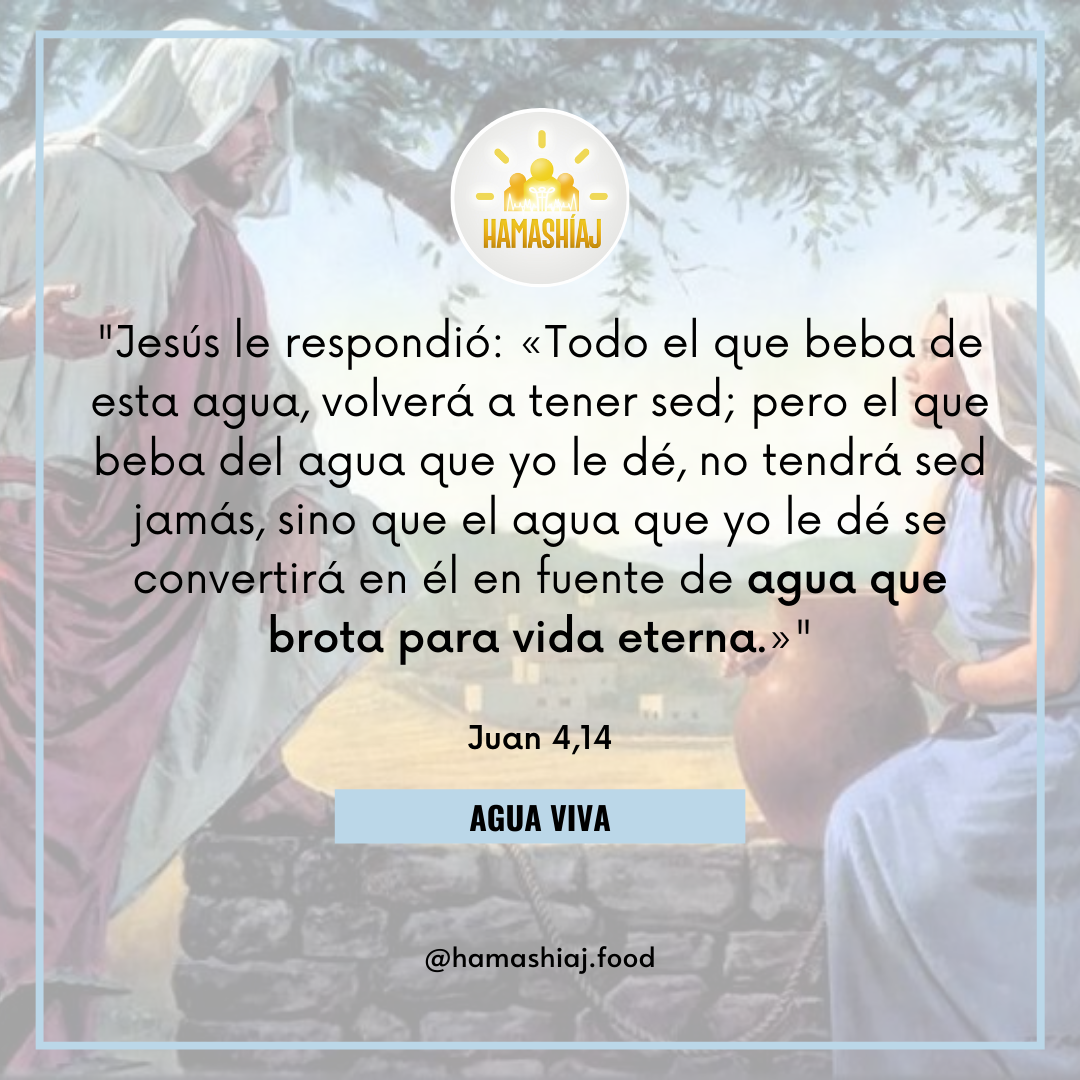 HAMASHÍAJ
"Jesús le respondió: «Todo el que beba de
esta agua, volverá a tener sed; pero el que
beba del agua que yo le dé, no tendrá sed
jamás, sino que el agua que yo le dé se
convertirá en él en fuente de agua que
brota para vida eterna.»"
Juan 4,14
AGUA VIVA
@hamashiaj.food